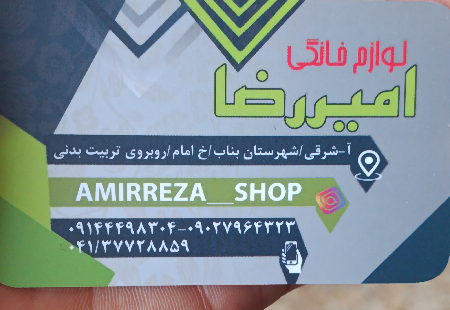 لوازم خانگی
امیررضا
آ-شرقی/شهرستان بناب/خ امام/روبروی تربیت بدنی
AMIRREZA__SHOP
۰۹۱۴۴۴۹۸۳۰۴-۰۹۰۲۷۹۶۴۳۲۳
۰۴۱/۳۷۷۲۸۸۵۹